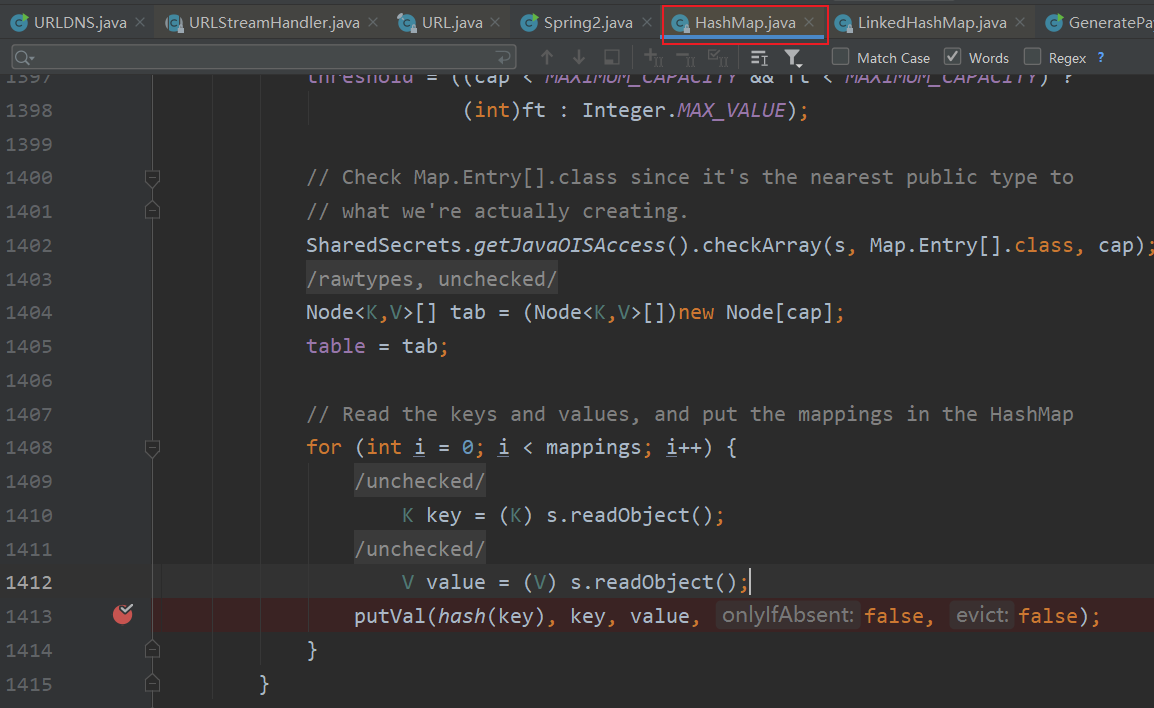 URLDNS.java URLStreamHandler.java URL.java Spring2.java HashMap.java LinkedHashMap.java GeneratePa
Match Case Words Regex ?
1397 threshold = ((cap < MAXIMUM_CAPACITY && ft < MAXIMUM_CAPACITY) ?
1398 (int)ft : Integer.MAX_VALUE);
1399
1400 // Check Map.Entry[].class since it's the nearest public type to
1401 // what we're actually creating.
1402 SharedSecrets.getJavaOISAccess().checkArray(s, Map.Entry[].class, cap);
1403 /rawtypes, unchecked/
1404 Node<K,V>[] tab = (Node<K,V>[])new Node[cap];
1405 table = tab;
1406
1407 // Read the keys and values, and put the mappings in the HashMap
1408 for (int i = 0; i < mappings; i++) {
1409 /unchecked/
1410 K key = (K) s.readObject();
1411 /unchecked/
1412 V value = (V) s.readObject();
1413 putVal(hash(key), key, value, onlyIfAbsent: false, evict: false);
1414 }
1415 }